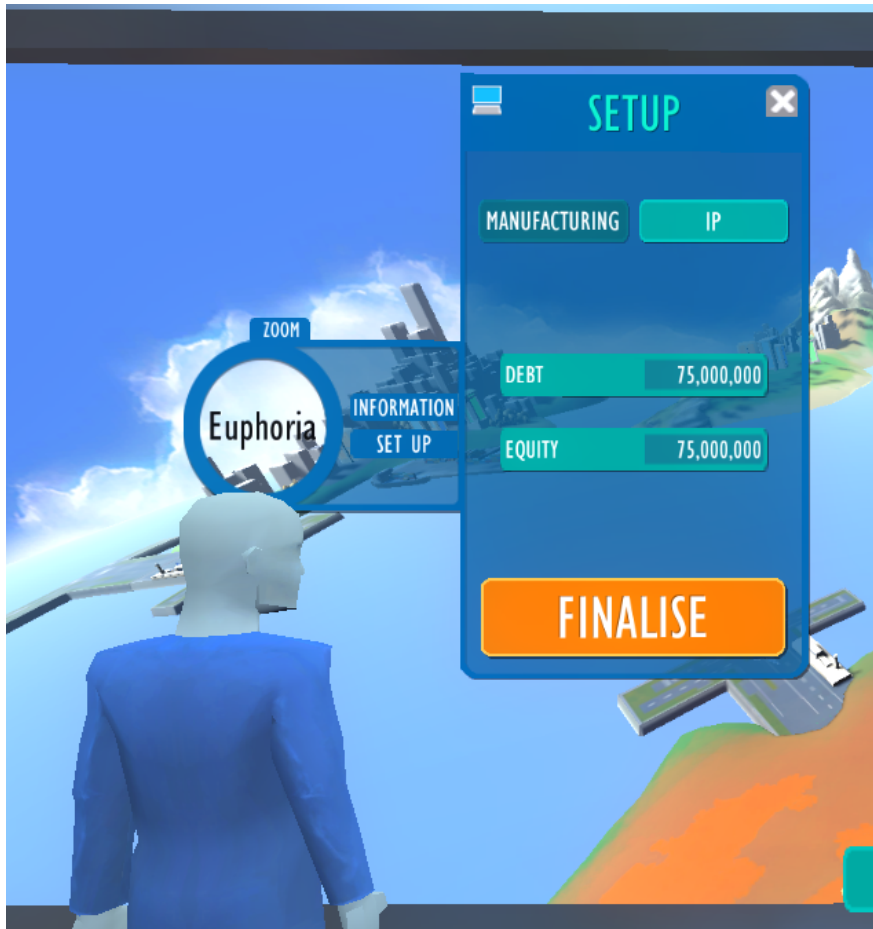 SETUP
MANUFACTURING IP
ZOOM
Euphoria
INFORMATION
SET UP
DEBT 75,000,000
EQUITY 75,000,000
FINALISE